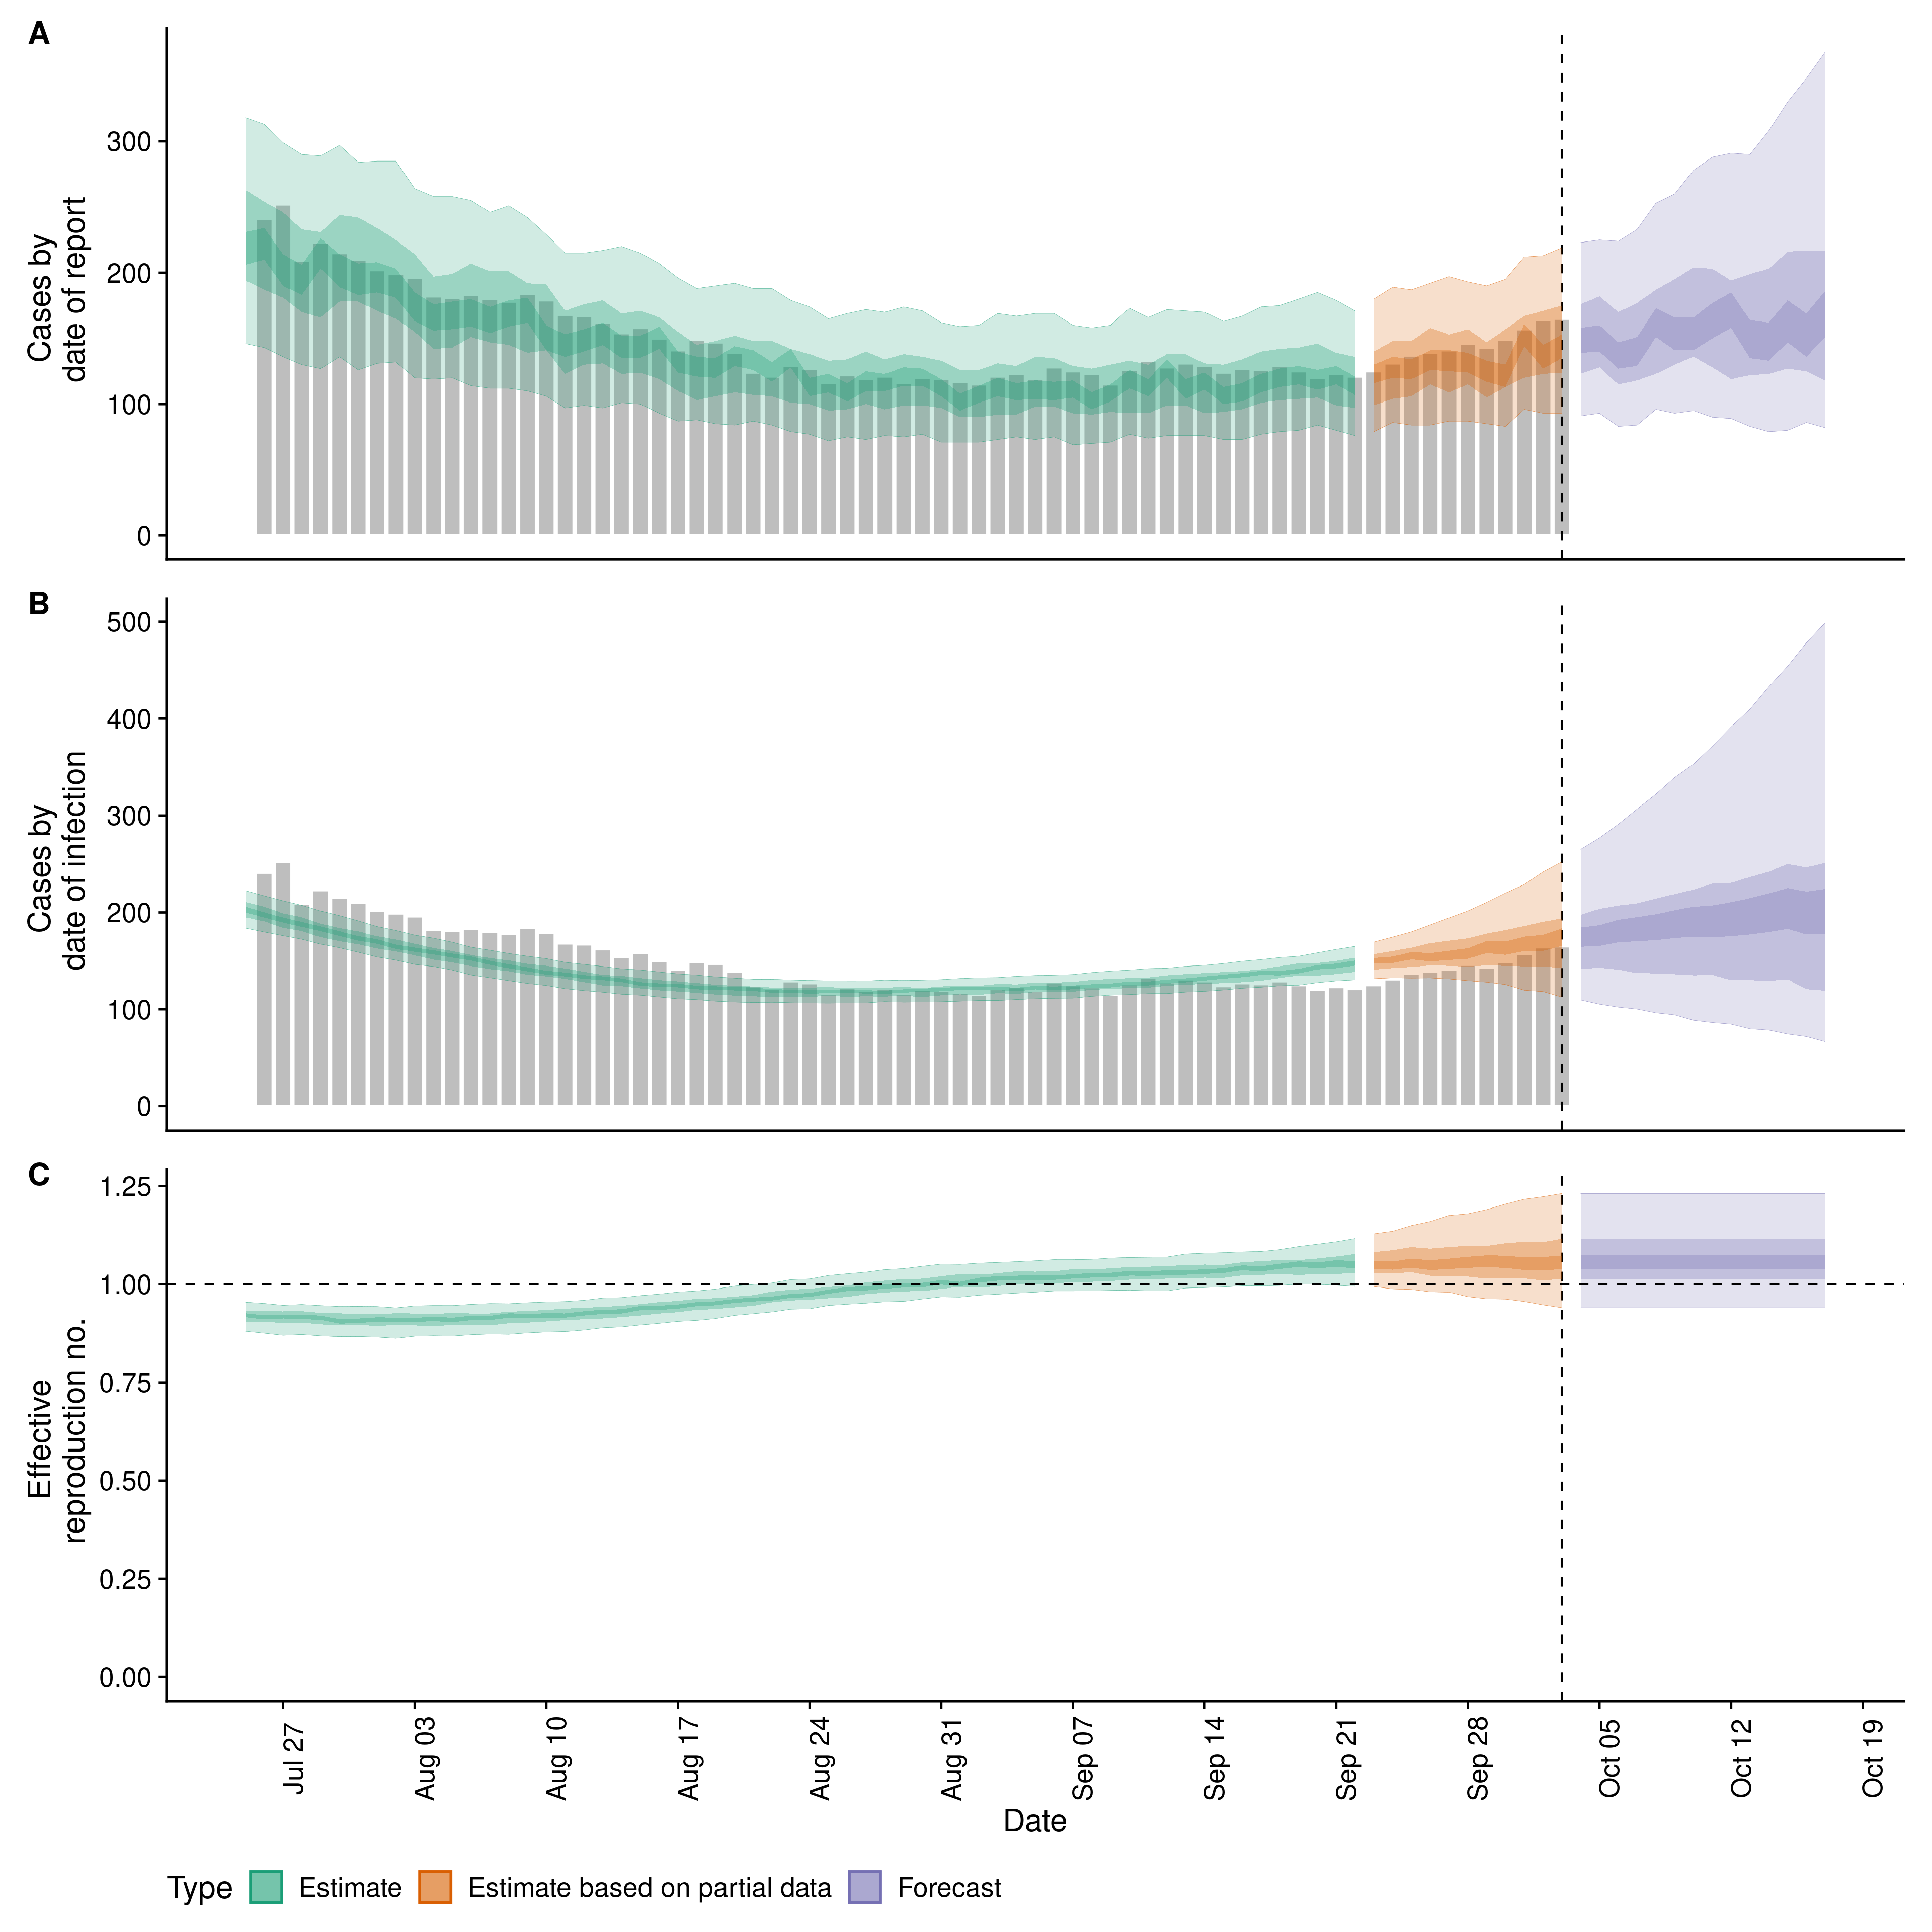 A
Cases by
date of report
300
200
100
0
B
Cases by
date of infection
500
400
300
200
100
0
C
Effective
reproduction no.
1.25
1.00
0.75
0.50
0.25
0.00
Jul 27
Aug 03
Aug 10
Aug 17
Aug 24
Aug 31
Sep 07
Sep 14
Sep 21
Sep 28
Oct 05
Oct 12
Oct 19
Date
Type Estimate Estimate based on partial data Forecast